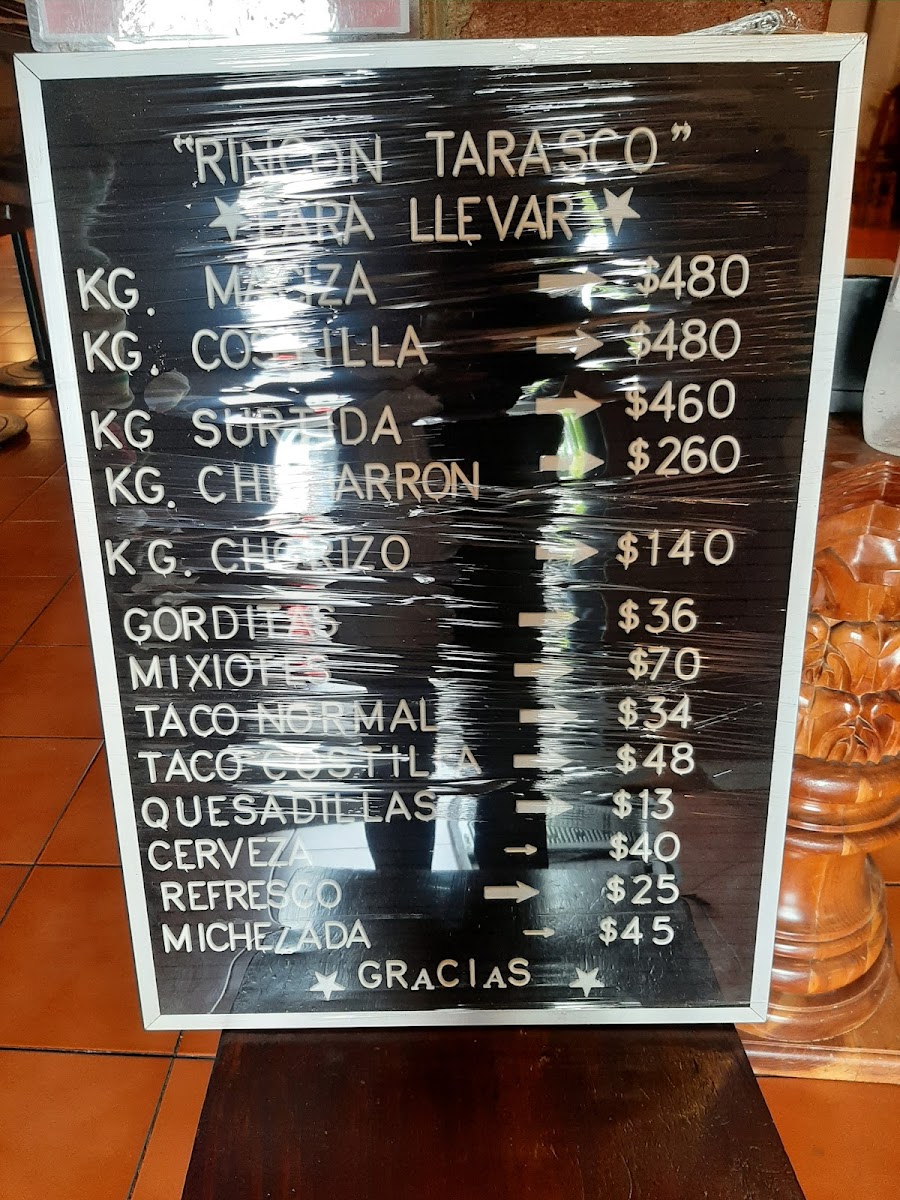 "RINCON TARASCO"
PARA LLEVAR
KG. MACIZA → $480
KG. COSTILLA → $480
KG SURTIDA → $460
KG. CHICHARRON → $260
KG. CHORIZO → $140
GORDITAS → $36
MIXIOTES → $70
TACO NORMAL → $34
TACO COSTILLA → $48
QUESADILLAS → $13
CERVEZA → $40
REFRESCO → $25
MICHEZADA → $45
GRACIAS